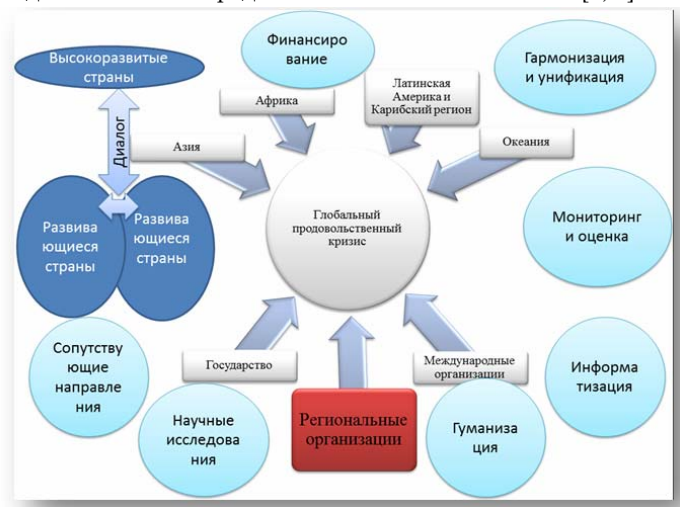 Финансиро
вание
Высокоразвитые
страны
Гармонизация
и унификация
Африка
Латинская
Америка и
Карибский регион
Диалог
Азия
Океания
Глобальный
продовольственный
кризис
Развива
ющиеся
страны
Развива
ющиеся
страны
Мониторинг
и оценка
Сопутству
ющие
направле
ния
Государство
Международные
организации
Информа
тизация
Научные
исследова
ния
Региональные
организации
Гуманиза
ция